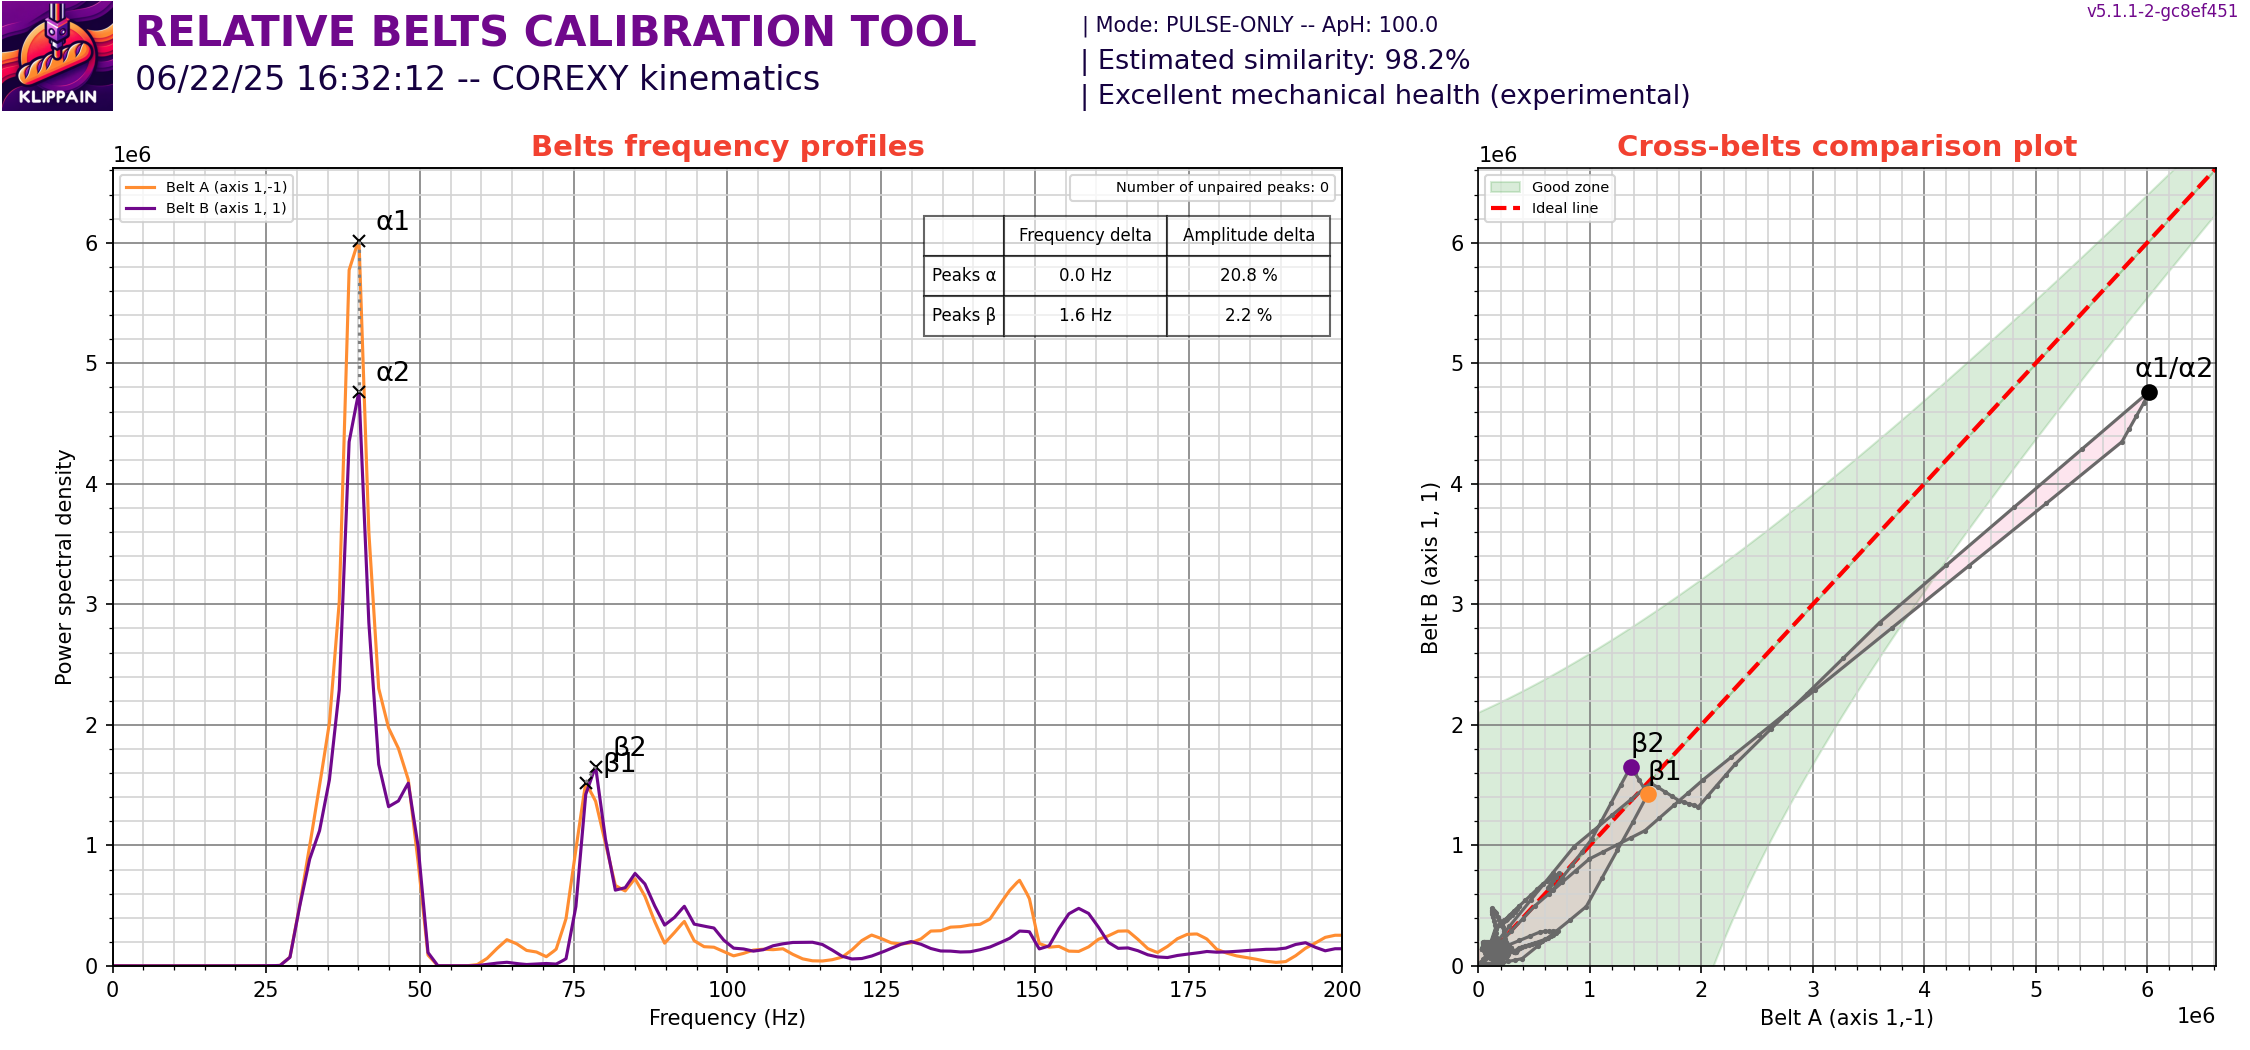 KLIPPAIN
RELATIVE BELTS CALIBRATION TOOL
06/22/25 16:32:12 -- COREXY kinematics
| Mode: PULSE-ONLY -- ApH: 100.0
| Estimated similarity: 98.2%
| Excellent mechanical health (experimental)
v5.1.1-2-gc8ef451
Belts frequency profiles
1e6
Belt A (axis 1,-1)
Belt B (axis 1, 1)
Number of unpaired peaks: 0
Frequency delta Amplitude delta
Peaks α 0.0 Hz 20.8 %
Peaks β 1.6 Hz 2.2 %
α1
α2
β2
β1
Power spectral density
6
5
4
3
2
1
0
0 25 50 75 100 125 150 175 200
Frequency (Hz)
Cross-belts comparison plot
1e6
Good zone
Ideal line
α1/α2
β2
β1
Belt B (axis 1, 1)
6
5
4
3
2
1
0
0 1 2 3 4 5 6
Belt A (axis 1,-1)
1e6